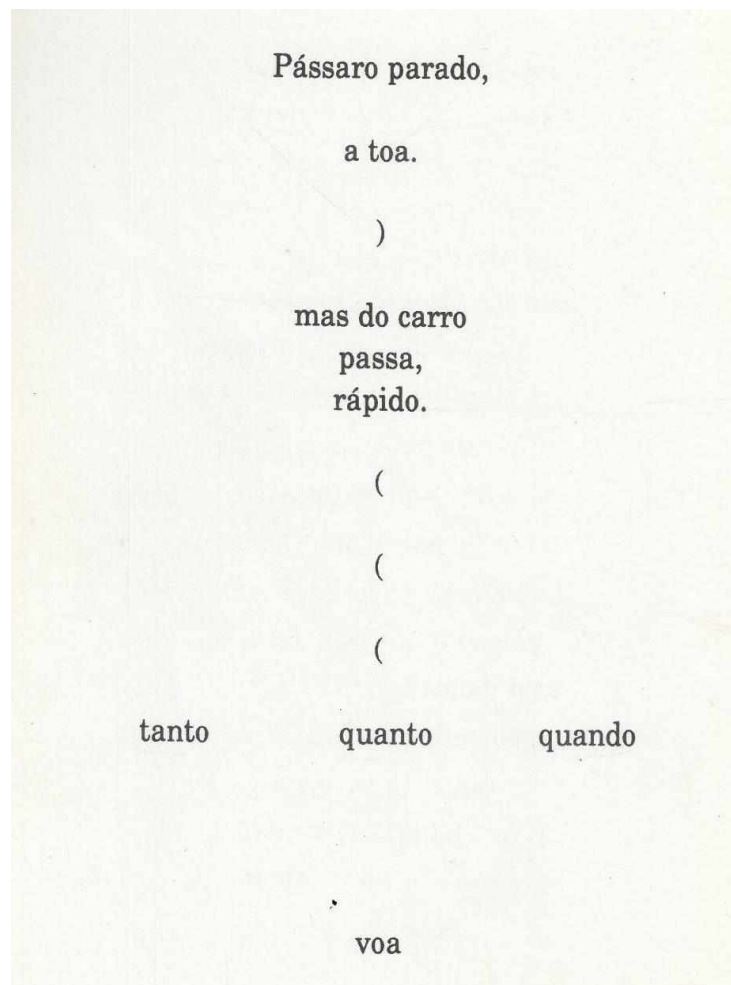 Pássaro parado,
a toa.
)
mas do carro
passa,
rápido.
(
(
(
tanto quanto quando
voa